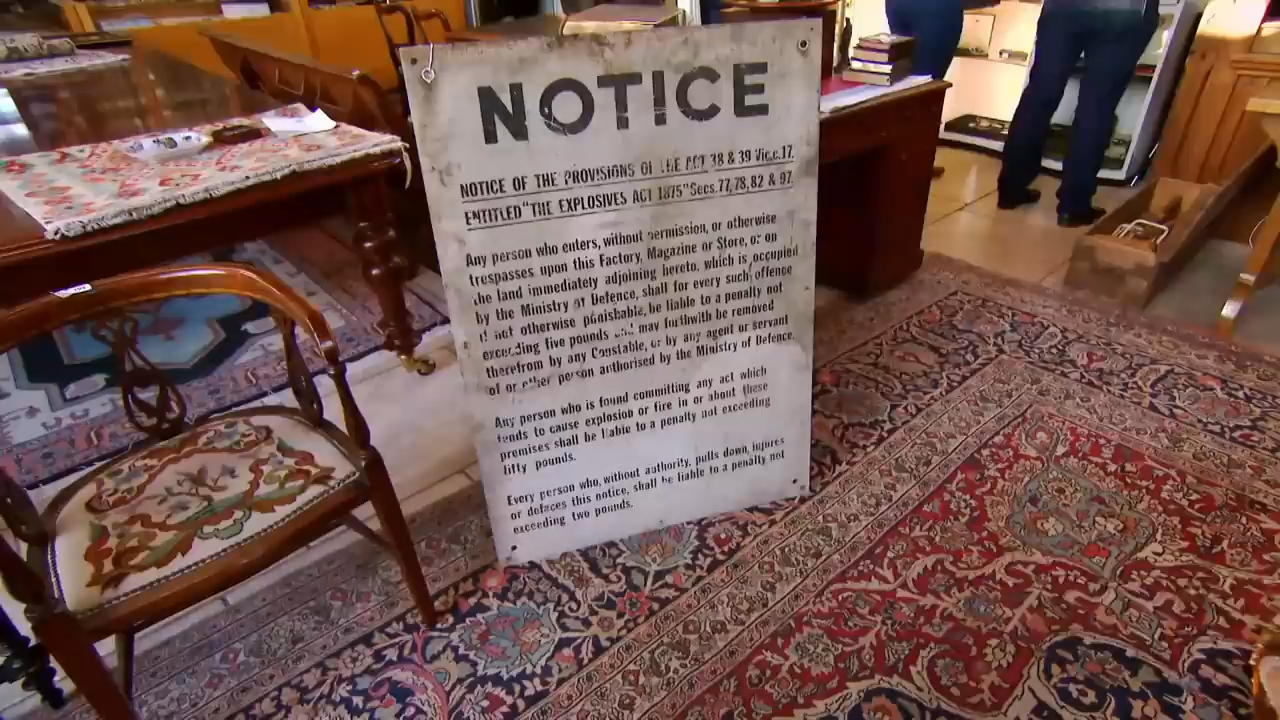 NOTICE
NOTICE OF THE PROVISIONS OF THE ACT 38 & 39 Vic.c.17.
ENTITLED "THE EXPLOSIVES ACT 1875" Secs.77,78,82 & 97.
Any person who enters, without permission, or otherwise
trespasses upon this Factory, Magazine or Store, or on
the land immediately adjoining hereto, which is occupied
by the Ministry of Defence, shall for every such offence
if not otherwise punishable, be liable to a penalty not
exceeding five pounds and may forthwith be removed
therefrom by any Constable, or by any agent or servant
of or other person authorised by the Ministry of Defence.
Any person who is found committing any act which
tends to cause explosion or fire in or about these
premises shall be liable to a penalty not exceeding
fifty pounds.
Every person who, without authority, pulls down, injures
or defaces this notice, shall be liable to a penalty not
exceeding two pounds.